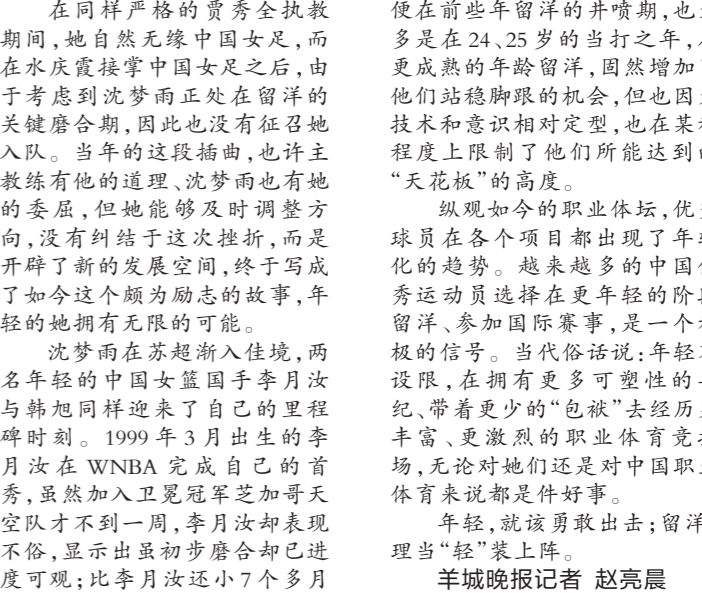 在同样严格的贾秀全执教
期间,她自然无缘中国女足,而
在水庆霞接掌中国女足之后,由
于考虑到沈梦雨正处在留洋的
关键磨合期,因此也没有征召她
入队。当年的这段插曲,也许主
教练有他的道理、沈梦雨也有她
的委屈,但她能够及时调整方
向,没有纠结于这次挫折,而是
开辟了新的发展空间,终于写成
了如今这个颇为励志的故事,年
轻的她拥有无限的可能。
沈梦雨在苏超渐入佳境,两
名年轻的中国女篮国手李月汝
与韩旭同样迎来了自己的里程
碑时刻。1999年3月出生的李
月汝在WNBA完成自己的首
秀,虽然加入卫冕冠军芝加哥天
空队才不到一周,李月汝却表现
不俗,显示出虽初步磨合却已进
度可观;比李月汝还小7个多月
便在前些年留洋的井喷期,也
多是在24、25岁的当打之年,
更成熟的年龄留洋,固然增加
他们站稳脚跟的机会,但也因
技术和意识相对定型,也在某
程度上限制了他们所能达到
“天花板”的高度。
纵观如今的职业体坛,优
球员在各个项目都出现了年
化的趋势。越来越多的中国
秀运动员选择在更年轻的阶
留洋、参加国际赛事,是一个
极的信号。当代俗话说:年轻
设限,在拥有更多可塑性的
纪、带着更少的“包袱”去经历
丰富、更激烈的职业体育竞
场,无论对她们还是对中国职
体育来说都是件好事。
年轻,就该勇敢出去;留洋
理当“轻”装上阵。
羊城晚报记者 赵亮晨